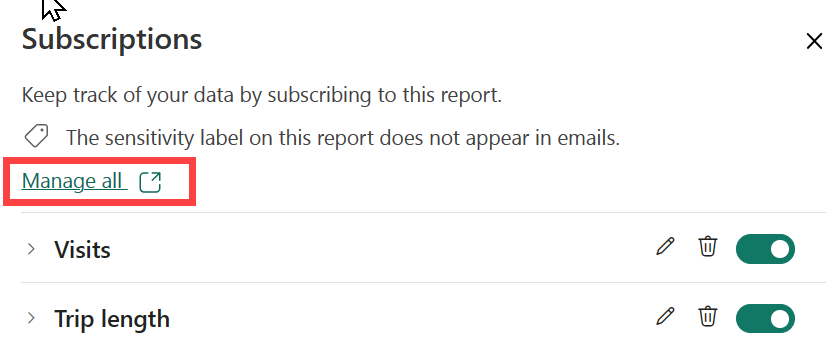 Subscriptions
Keep track of your data by subscribing to this report.
The sensitivity label on this report does not appear in emails.
Manage all
Visits
Trip length